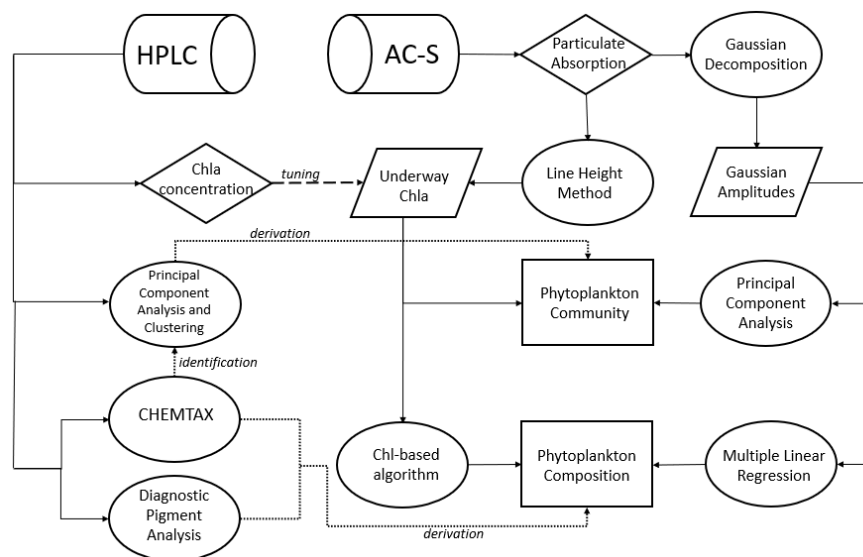 HPLC
AC-S
Particulate
Absorption
Gaussian
Decomposition
Chla
concentration
tuning
Underway
Chla
Line Height
Method
Gaussian
Amplitudes
derivation
Principal
Component
Analysis and
Clustering
Phytoplankton
Community
Principal
Component
Analysis
identification
CHEMTAX
Chl-based
algorithm
Phytoplankton
Composition
Multiple Linear
Regression
Diagnostic
Pigment
Analysis
derivation